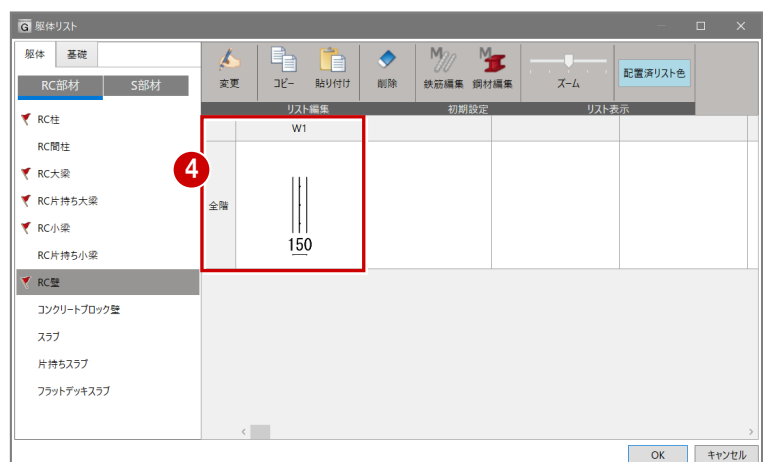 G 躯体リスト
躯体 基礎
RC部材 S部材
RC柱
RC間柱
RC大梁
RC片持ち大梁
RC小梁
RC片持ち小梁
RC壁
コンクリートブロック壁
スラブ
片持ちスラブ
フラットデッキスラブ
変更 コピー 貼り付け 削除 鉄筋編集 鋼材編集 ズーム 配置済リスト色
リスト編集 初期設定 リスト表示
W1
4
全階
150
OK キャンセル